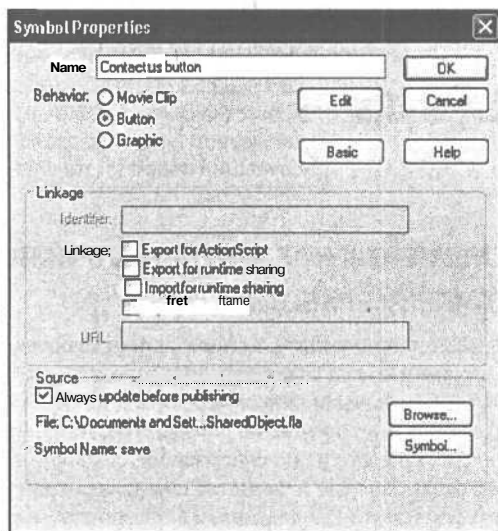 Symbol Properties
Name Contact us button OK
Behavior: Movie Clip Edit Cancel
Button
Graphic
Basic Help
Linkage
Identifier:
Linkage: Export for ActionScript
Export for runtime sharing
Import for runtime sharing
fret ftame
URL:
Source
Always update before publishing
File: C:\Documents and Sett...SharedObject.fla Browse...
Symbol Name: save Symbol...